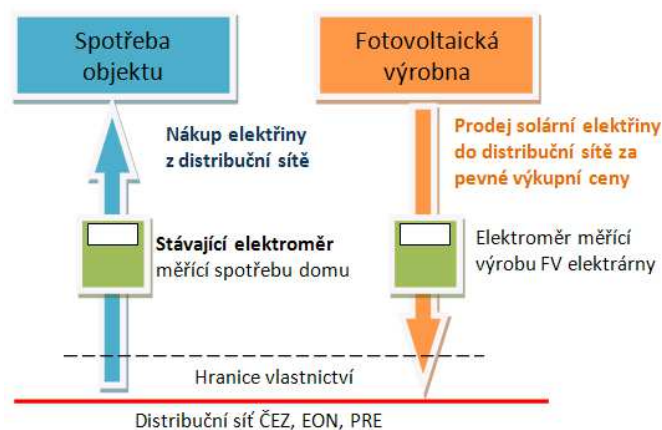 Spotřeba
objektu
Fotovoltaická
výrobna
Nákup elektřiny
z distribuční sítě
Prodej solární elektřiny
do distribuční sítě za
pevné výkupní ceny
Stávající elektroměr
měřící spotřebu domu
Elektroměr měřící
výrobu FV elektrárny
Hranice vlastnictví
Distribuční síť ČEZ, EON, PRE